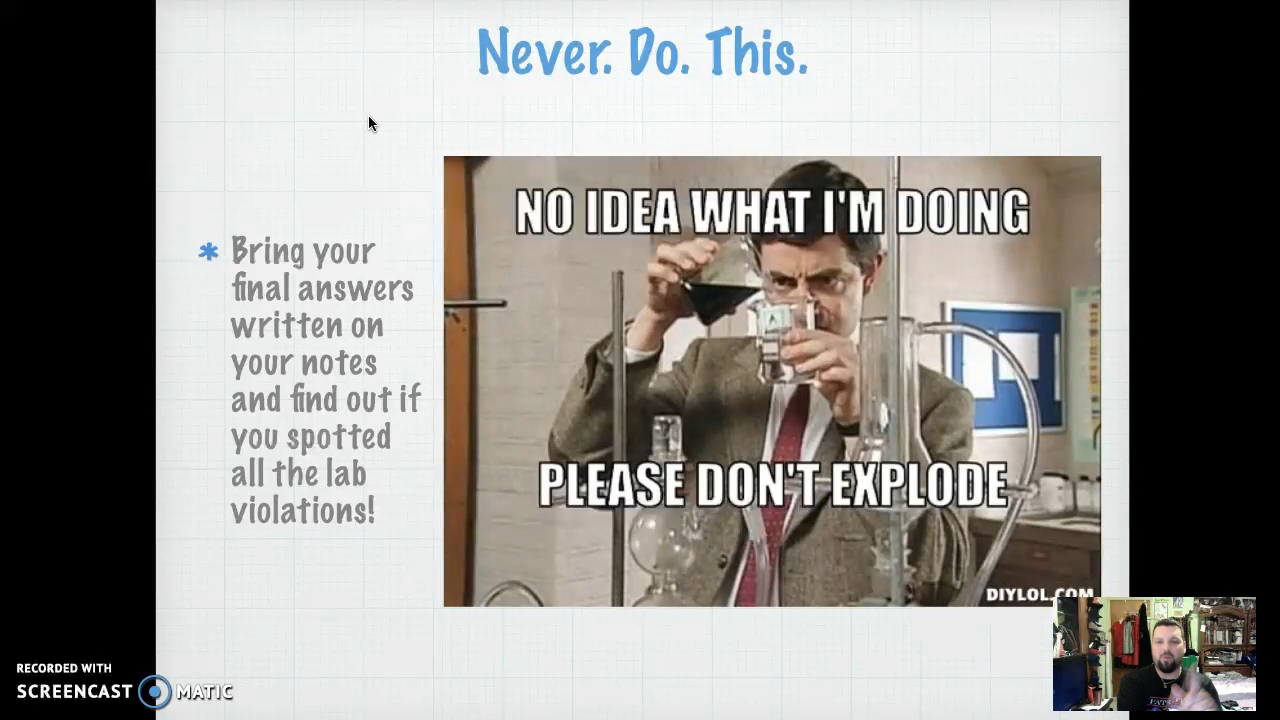 Never. Do. This.
* Bring your
final answers
written on
your notes
and find out if
you spotted
all the lab
violations!
NO IDEA WHAT I'M DOING
PLEASE DON'T EXPLODE
DIYLOL.COM
RECORDED WITH
SCREENCAST MATIC